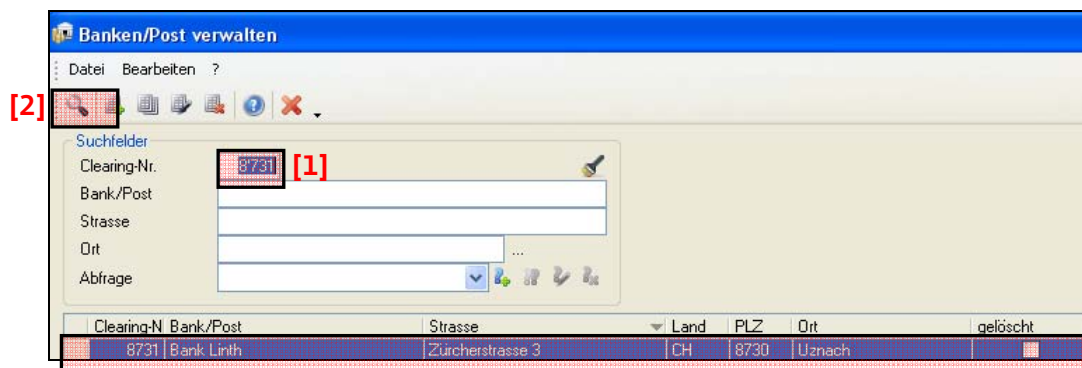 Banken/Post verwalten
Datei Bearbeiten ?
[2]
Suchfelder
Clearing-Nr. 8731 [1]
Bank/Post
Strasse
Ort ...
Abfrage
Clearing-N Bank/Post Strasse Land PLZ Ort gelöscht
8731 Bank Linth Zürcherstrasse 3 CH 8730 Uznach